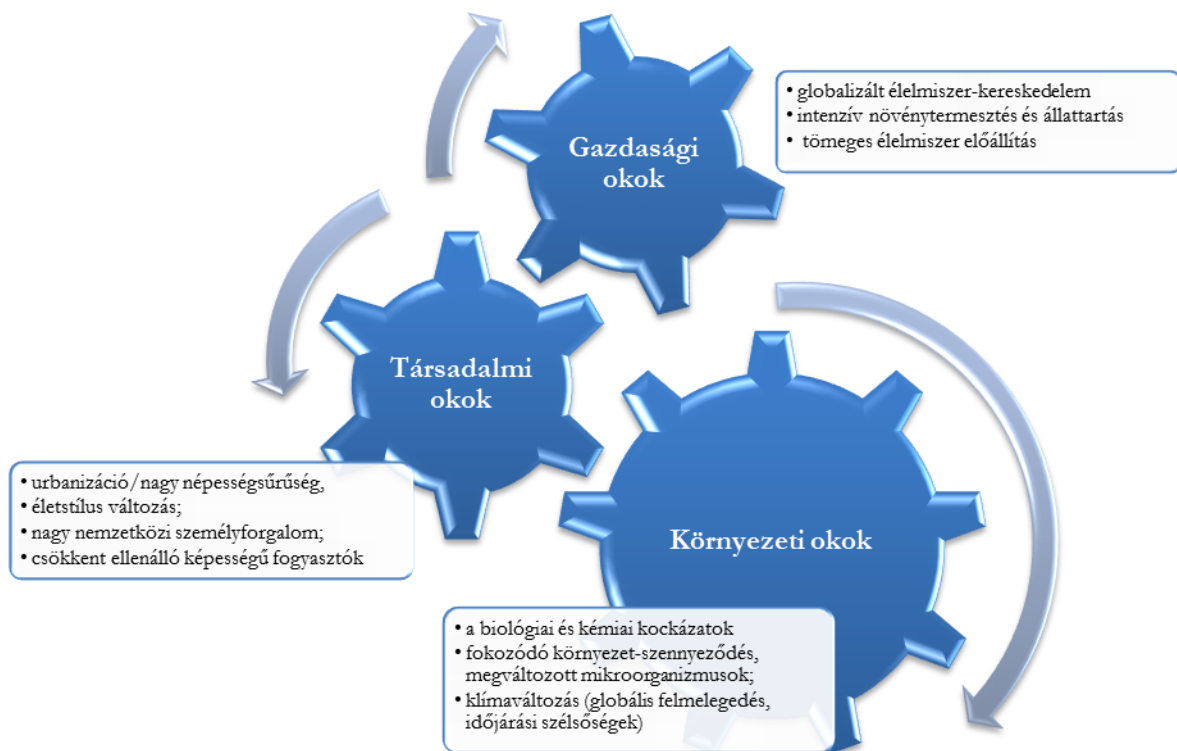 Gazdasági
okok
• globalizált élelmiszer-kereskedelem
• intenzív növénytermesztés és állattartás
• tömeges élelmiszer előállítás
Társadalmi
okok
• urbanizáció/nagy népességsűrűség,
• életstílus változás;
• nagy nemzetközi személyforgalom;
• csökkent ellenálló képességű fogyasztók
Környezeti okok
• a biológiai és kémiai kockázatok
• fokozódó környezet-szennyeződés,
megváltozott mikroorganizmusok;
• klímaváltozás (globális felmelegedés,
időjárási szélsőségek)